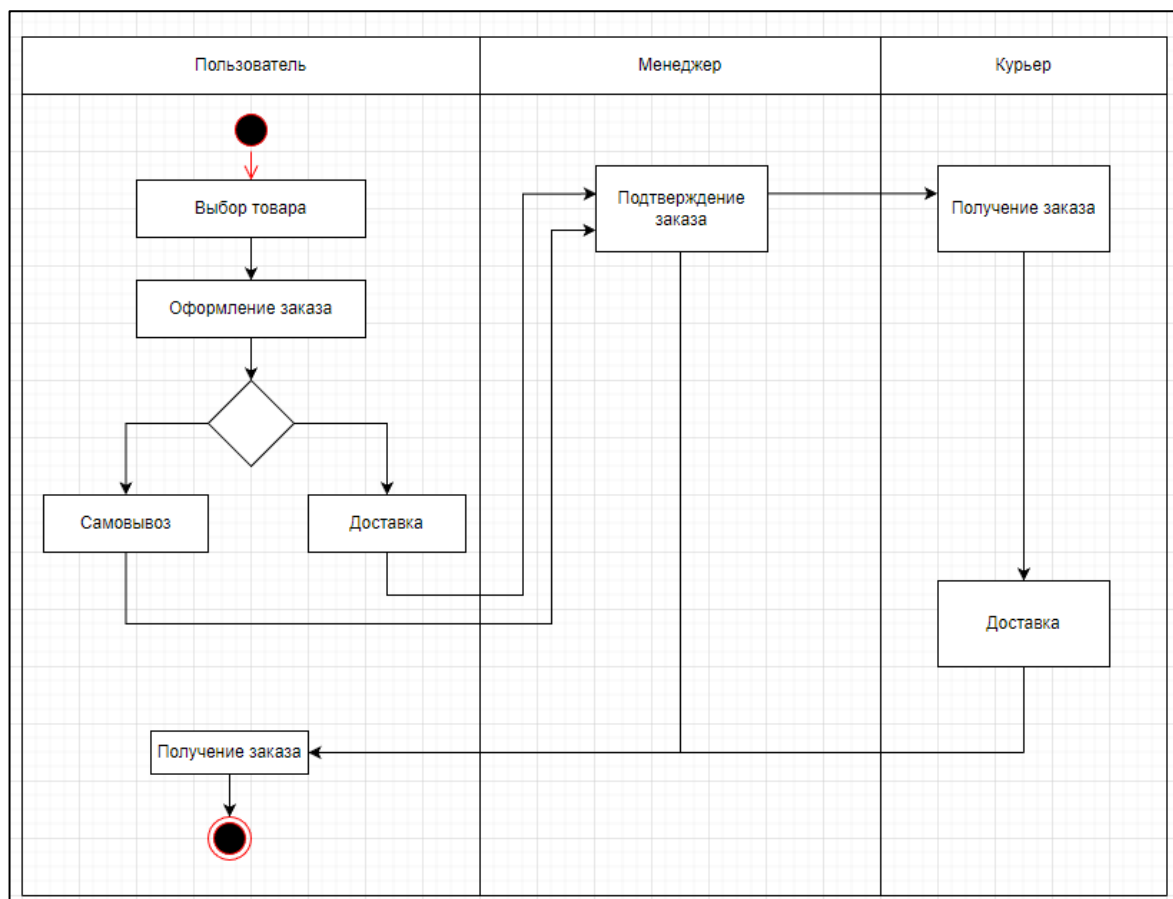 Пользователь
Менеджер
Курьер
Выбор товара
Подтверждение
заказа
Получение заказа
Оформление заказа
Самовывоз
Доставка
Доставка
Получение заказа